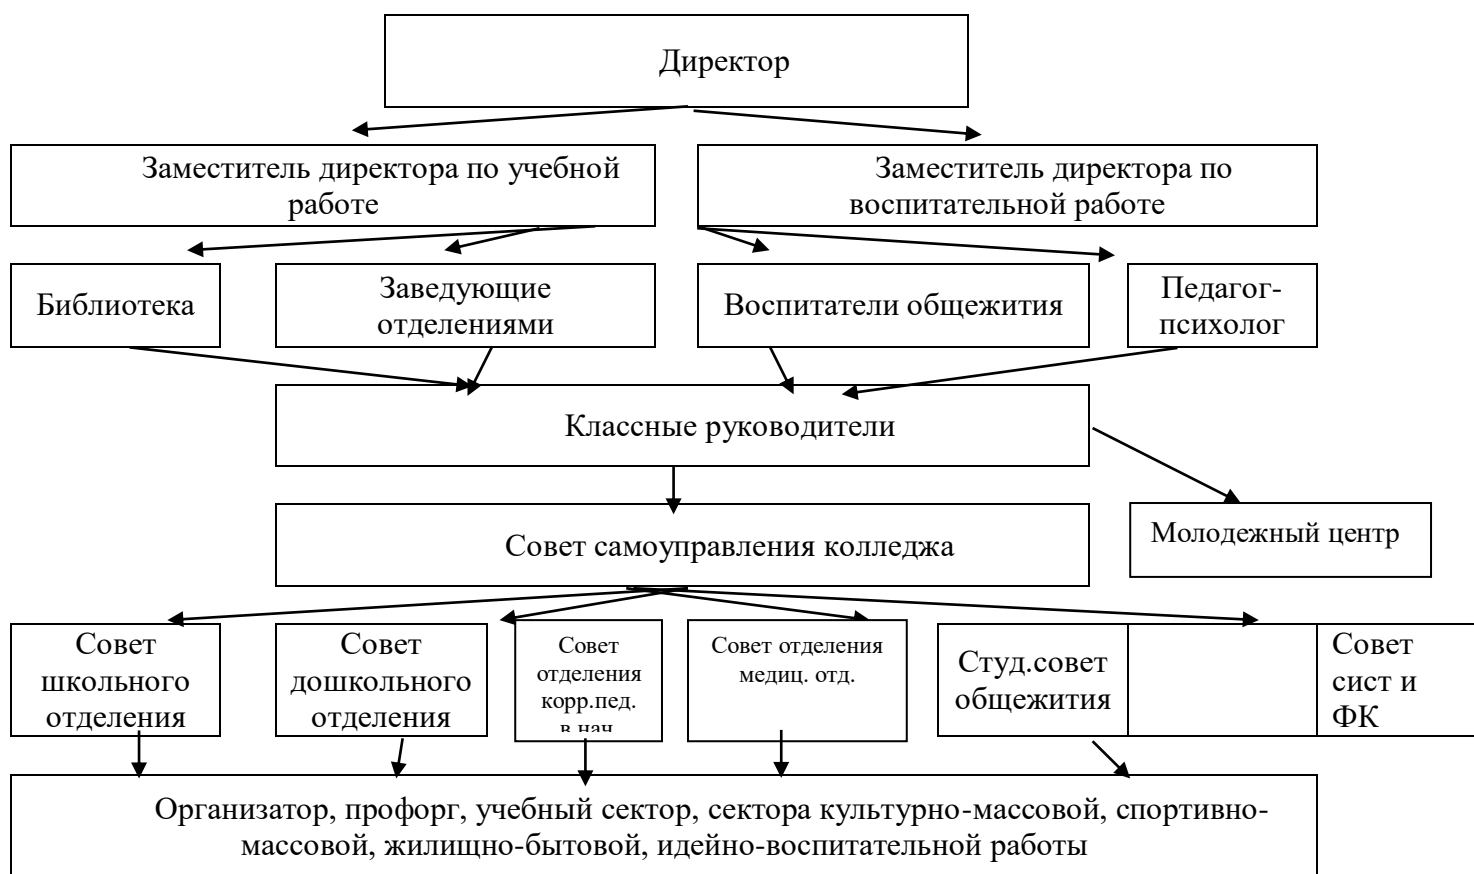 Директор
Заместитель директора по учебной
работе
Заместитель директора по
воспитательной работе
Библиотека
Заведующие
отделениями
Воспитатели общежития
Педагог-
психолог
Классные руководители
Молодежный центр
Совет самоуправления колледжа
Совет
школьного
отделения
Совет
дошкольного
отделения
Совет
отделения
корр.пед.
в нач
Совет отделения
медиц. отд.
Студ.совет
общежития
Совет
сист и
ФК
Организатор, профорг, учебный сектор, сектора культурно-массовой, спортивно-
массовой, жилищно-бытовой, идейно-воспитательной работы